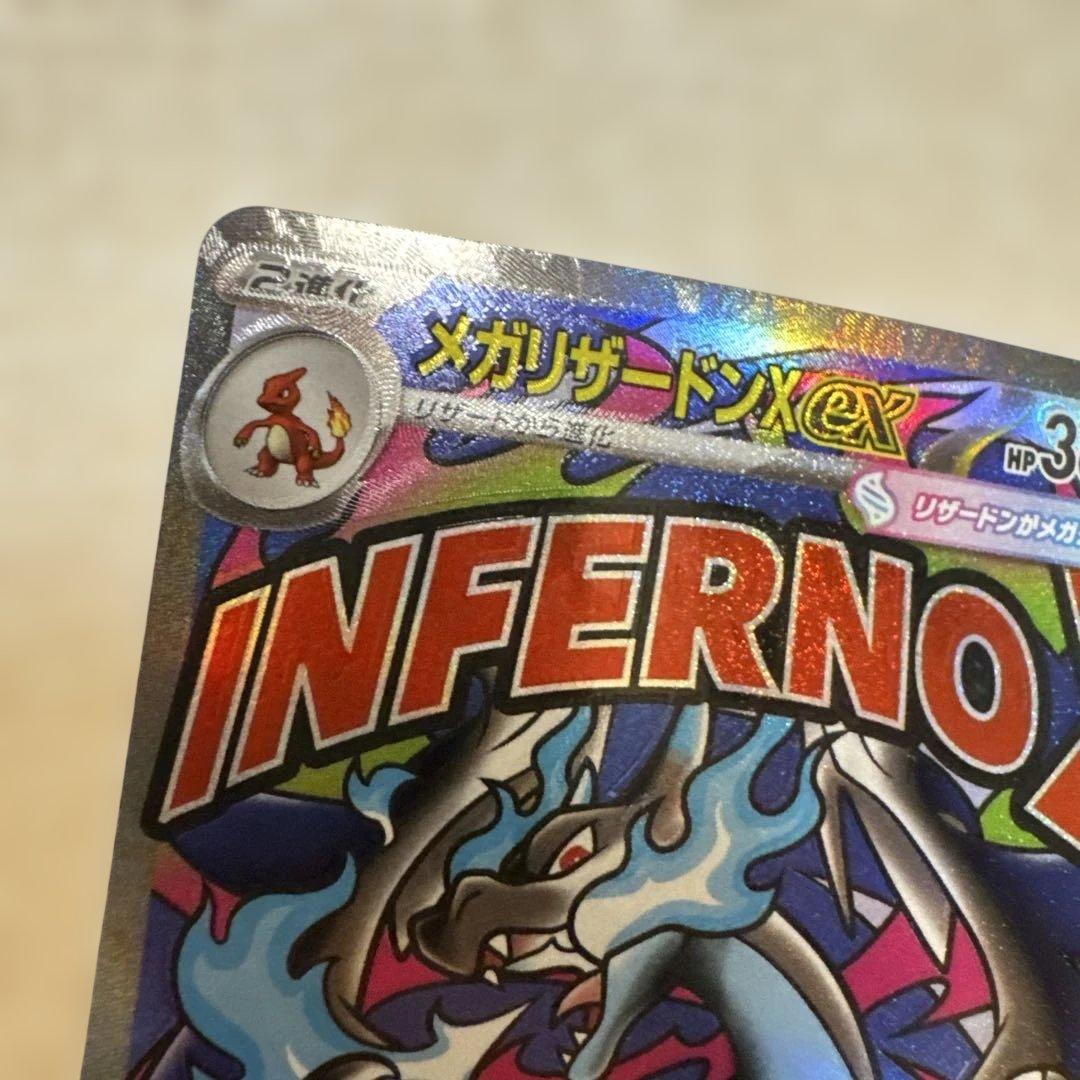 2進化
メガリザードンXex
リザードから進化
HP3
リザードンがメガ
INFERNO